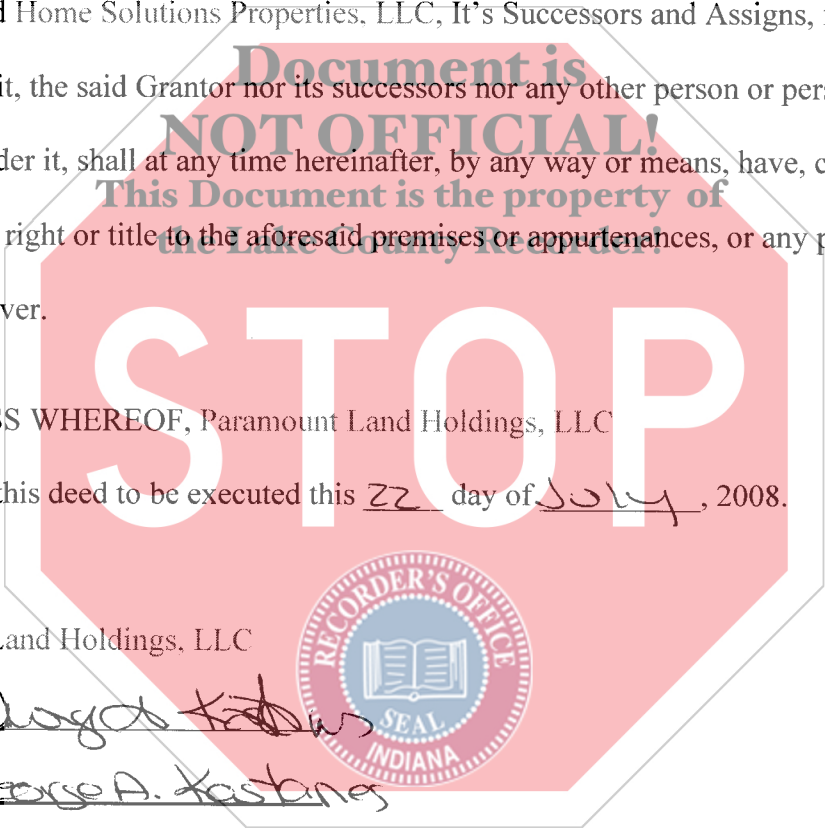 d Home Solutions Properties, LLC, It's Successors and Assigns,
Document is
it, the said Grantor nor its successors nor any other person or pers
NOT OFFICIAL!
der it, shall at any time hereinafter, by any way or means, have, c
This Document is the property of
right or title to the aforesaid premises or appurtenances, or any p
the Lake County Recorder!
ver.
STOP
SS WHEREOF, Paramount Land Holdings, LLC
this deed to be executed this 22 day of July, 2008.
RECORDER'S OFFICE
Land Holdings, LLC
SEAL
INDIANA
eorge A.